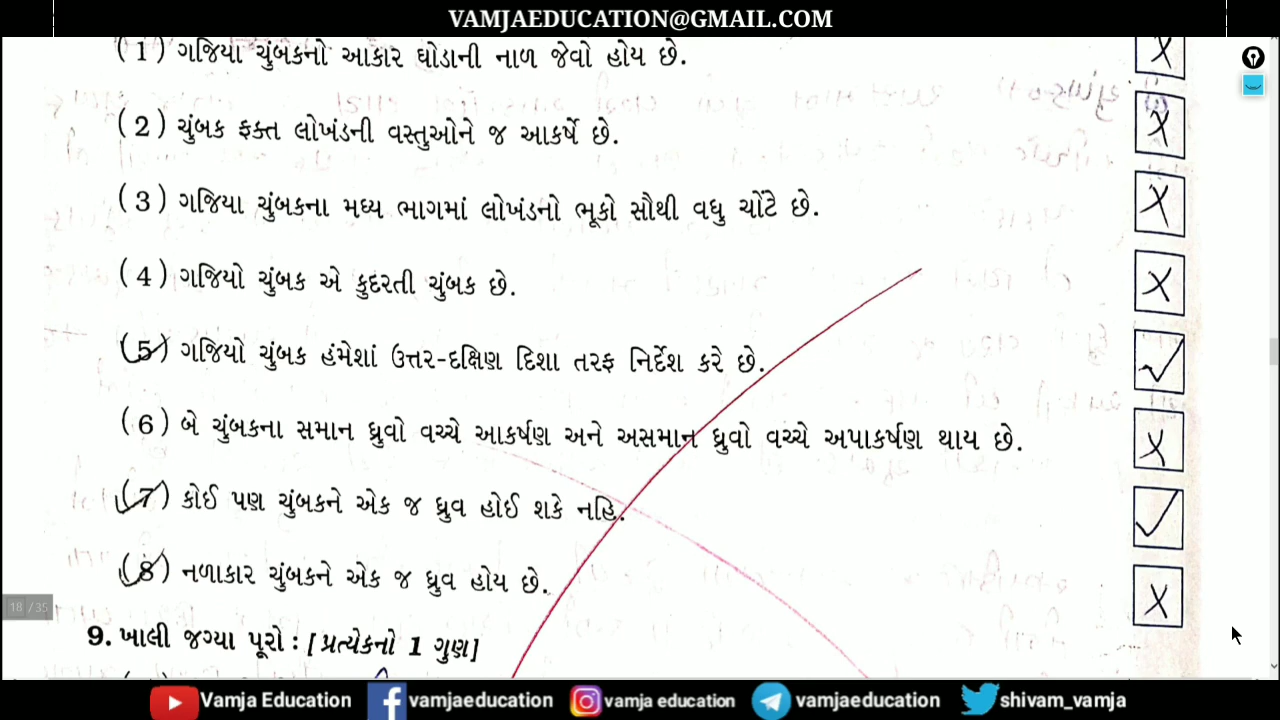 VAMJAEDUCATION@GMAIL.COM
(1) ગજિયા ચુંબકનો આકાર ઘોડાની નાળ જેવો હોય છે. X
(2) ચુંબક ફક્ત લોખંડની વસ્તુઓને જ આકર્ષે છે. X
(3) ગજિયા ચુંબકના મધ્ય ભાગમાં લોખંડનો ભૂકો સૌથી વધુ ચોંટે છે. X
(4) ગજિયો ચુંબક એ કુદરતી ચુંબક છે. X
(5) ગજિયો ચુંબક હંમેશાં ઉત્તર-દક્ષિણ દિશા તરફ નિર્દેશ કરે છે. ✓
(6) બે ચુંબકના સમાન ધ્રુવો વચ્ચે આકર્ષણ અને અસમાન ધ્રુવો વચ્ચે અપાકર્ષણ થાય છે. X
(7) કોઈ પણ ચુંબકને એક જ ધ્રુવ હોઈ શકે નહિ. ✓
(8) નળાકાર ચુંબકને એક જ ધ્રુવ હોય છે. X
18 / 35
9. ખાલી જગ્યા પૂરો : [પ્રત્યેકનો 1 ગુણ]
Vamja Education vamjaeducation vamja education vamjaeducation shivam_vamja